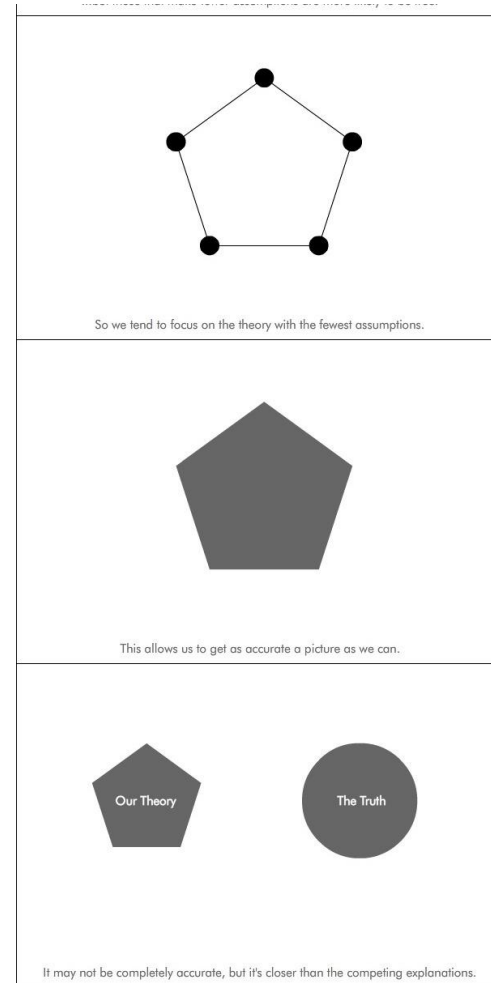 So we tend to focus on the theory with the fewest assumptions.
This allows us to get as accurate a picture as we can.
Our Theory
The Truth
It may not be completely accurate, but it's closer than the competing explanations.